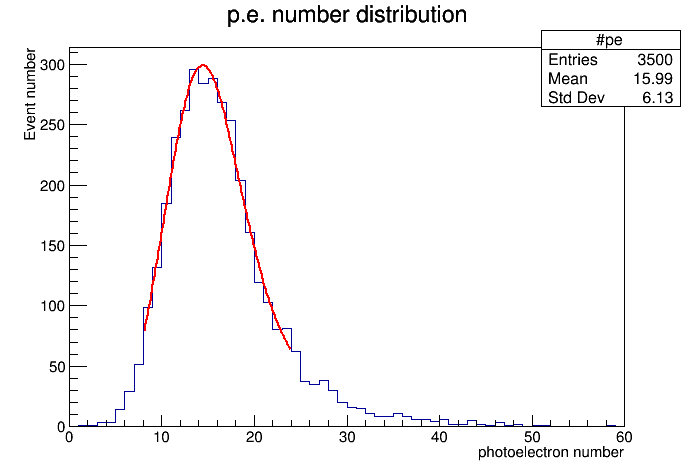 p.e. number distribution
#pe
Entries 3500
Mean 15.99
Std Dev 6.13
Event number
300
250
200
150
100
50
0
0 10 20 30 40 50 60
photoelectron number